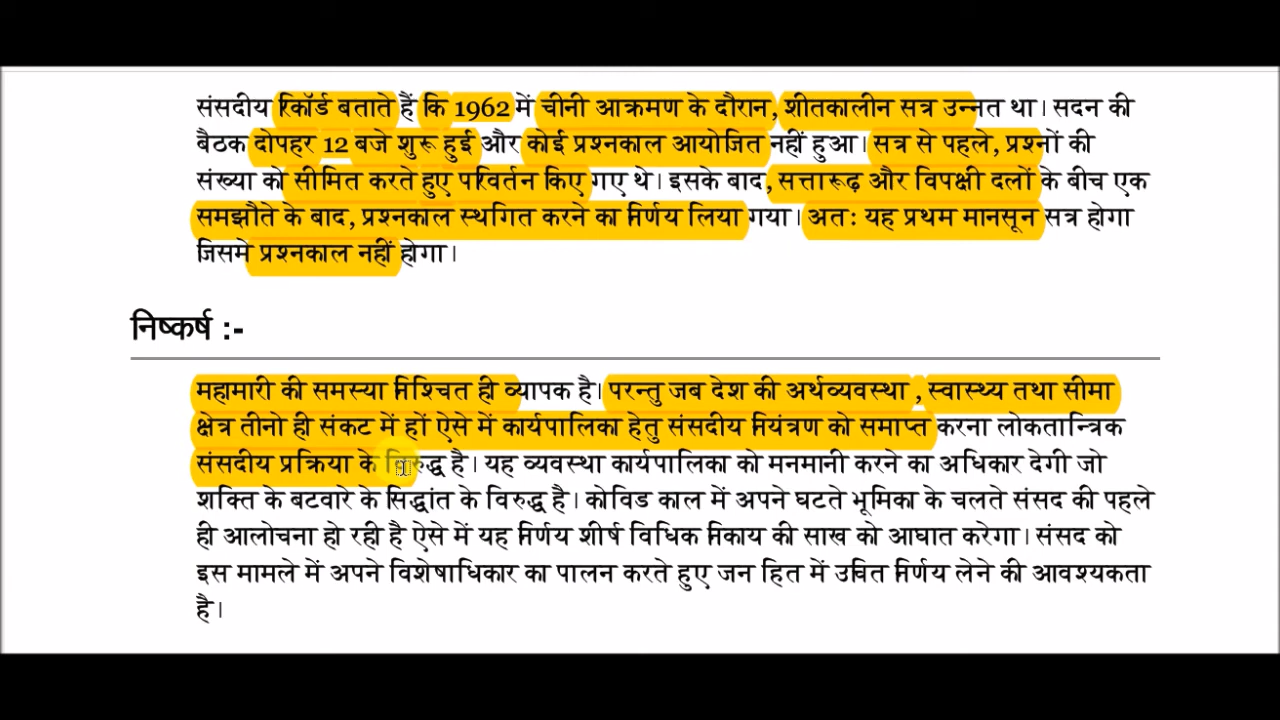 संसदीय रिकॉर्ड बताते हैं कि 1962 में चीनी आक्रमण के दौरान, शीतकालीन सत्र उन्नत था। सदन की
बैठक दोपहर 12 बजे शुरू हुई और कोई प्रश्नकाल आयोजित नहीं हुआ। सत्र से पहले, प्रश्नों की
संख्या को सीमित करते हुए परिवर्तन किए गए थे। इसके बाद, सत्तारूढ़ और विपक्षी दलों के बीच एक
समझौते के बाद, प्रश्नकाल स्थगित करने का निर्णय लिया गया। अतः यह प्रथम मानसून सत्र होगा
जिसमे प्रश्नकाल नहीं होगा।
निष्कर्ष :-
महामारी की समस्या निश्चित ही व्यापक है। परन्तु जब देश की अर्थव्यवस्था , स्वास्थ्य तथा सीमा
क्षेत्र तीनो ही संकट में हों ऐसे में कार्यपालिका हेतु संसदीय नियंत्रण को समाप्त करना लोकतान्त्रिक
संसदीय प्रक्रिया के विरुद्ध है। यह व्यवस्था कार्यपालिका को मनमानी करने का अधिकार देगी जो
शक्ति के बटवारे के सिद्धांत के विरुद्ध है। कोविड काल में अपने घटते भूमिका के चलते संसद की पहले
ही आलोचना हो रही है ऐसे में यह निर्णय शीर्ष विधिक निकाय की साख को आघात करेगा। संसद को
इस मामले में अपने विशेषाधिकार का पालन करते हुए जन हित में उचित निर्णय लेने की आवश्यकता
है।